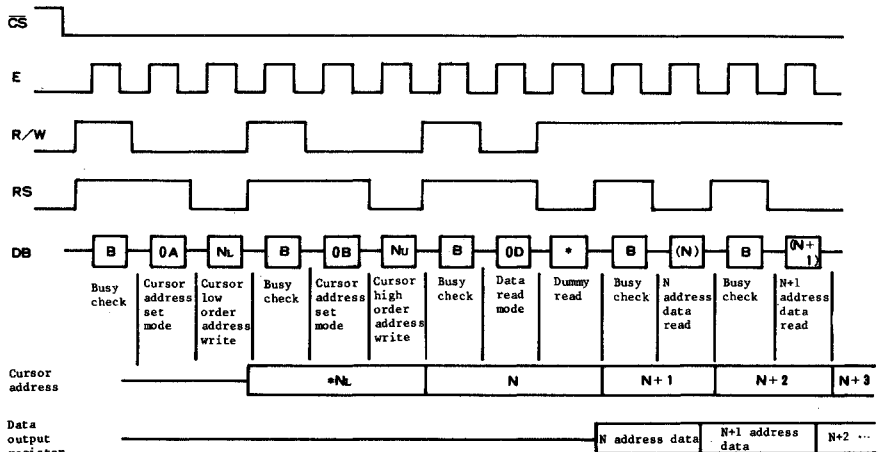 CS
E
R/W
RS
DB
B 0A NL B 0B NU B 0D * B (N) B (N+
1)
Busy
check
Cursor
address
set
mode
Cursor
low
order
address
write
Busy
check
Cursor
address
set
mode
Cursor
high
order
address
write
Busy
check
Data
read
mode
Dummy
read
Busy
check
N
address
data
read
Busy
check
N+1
address
data
read
Cursor
address
*NL N N+1 N+2 N+3
Data
output
register
N address data
N+1 address
data
N+2 ···